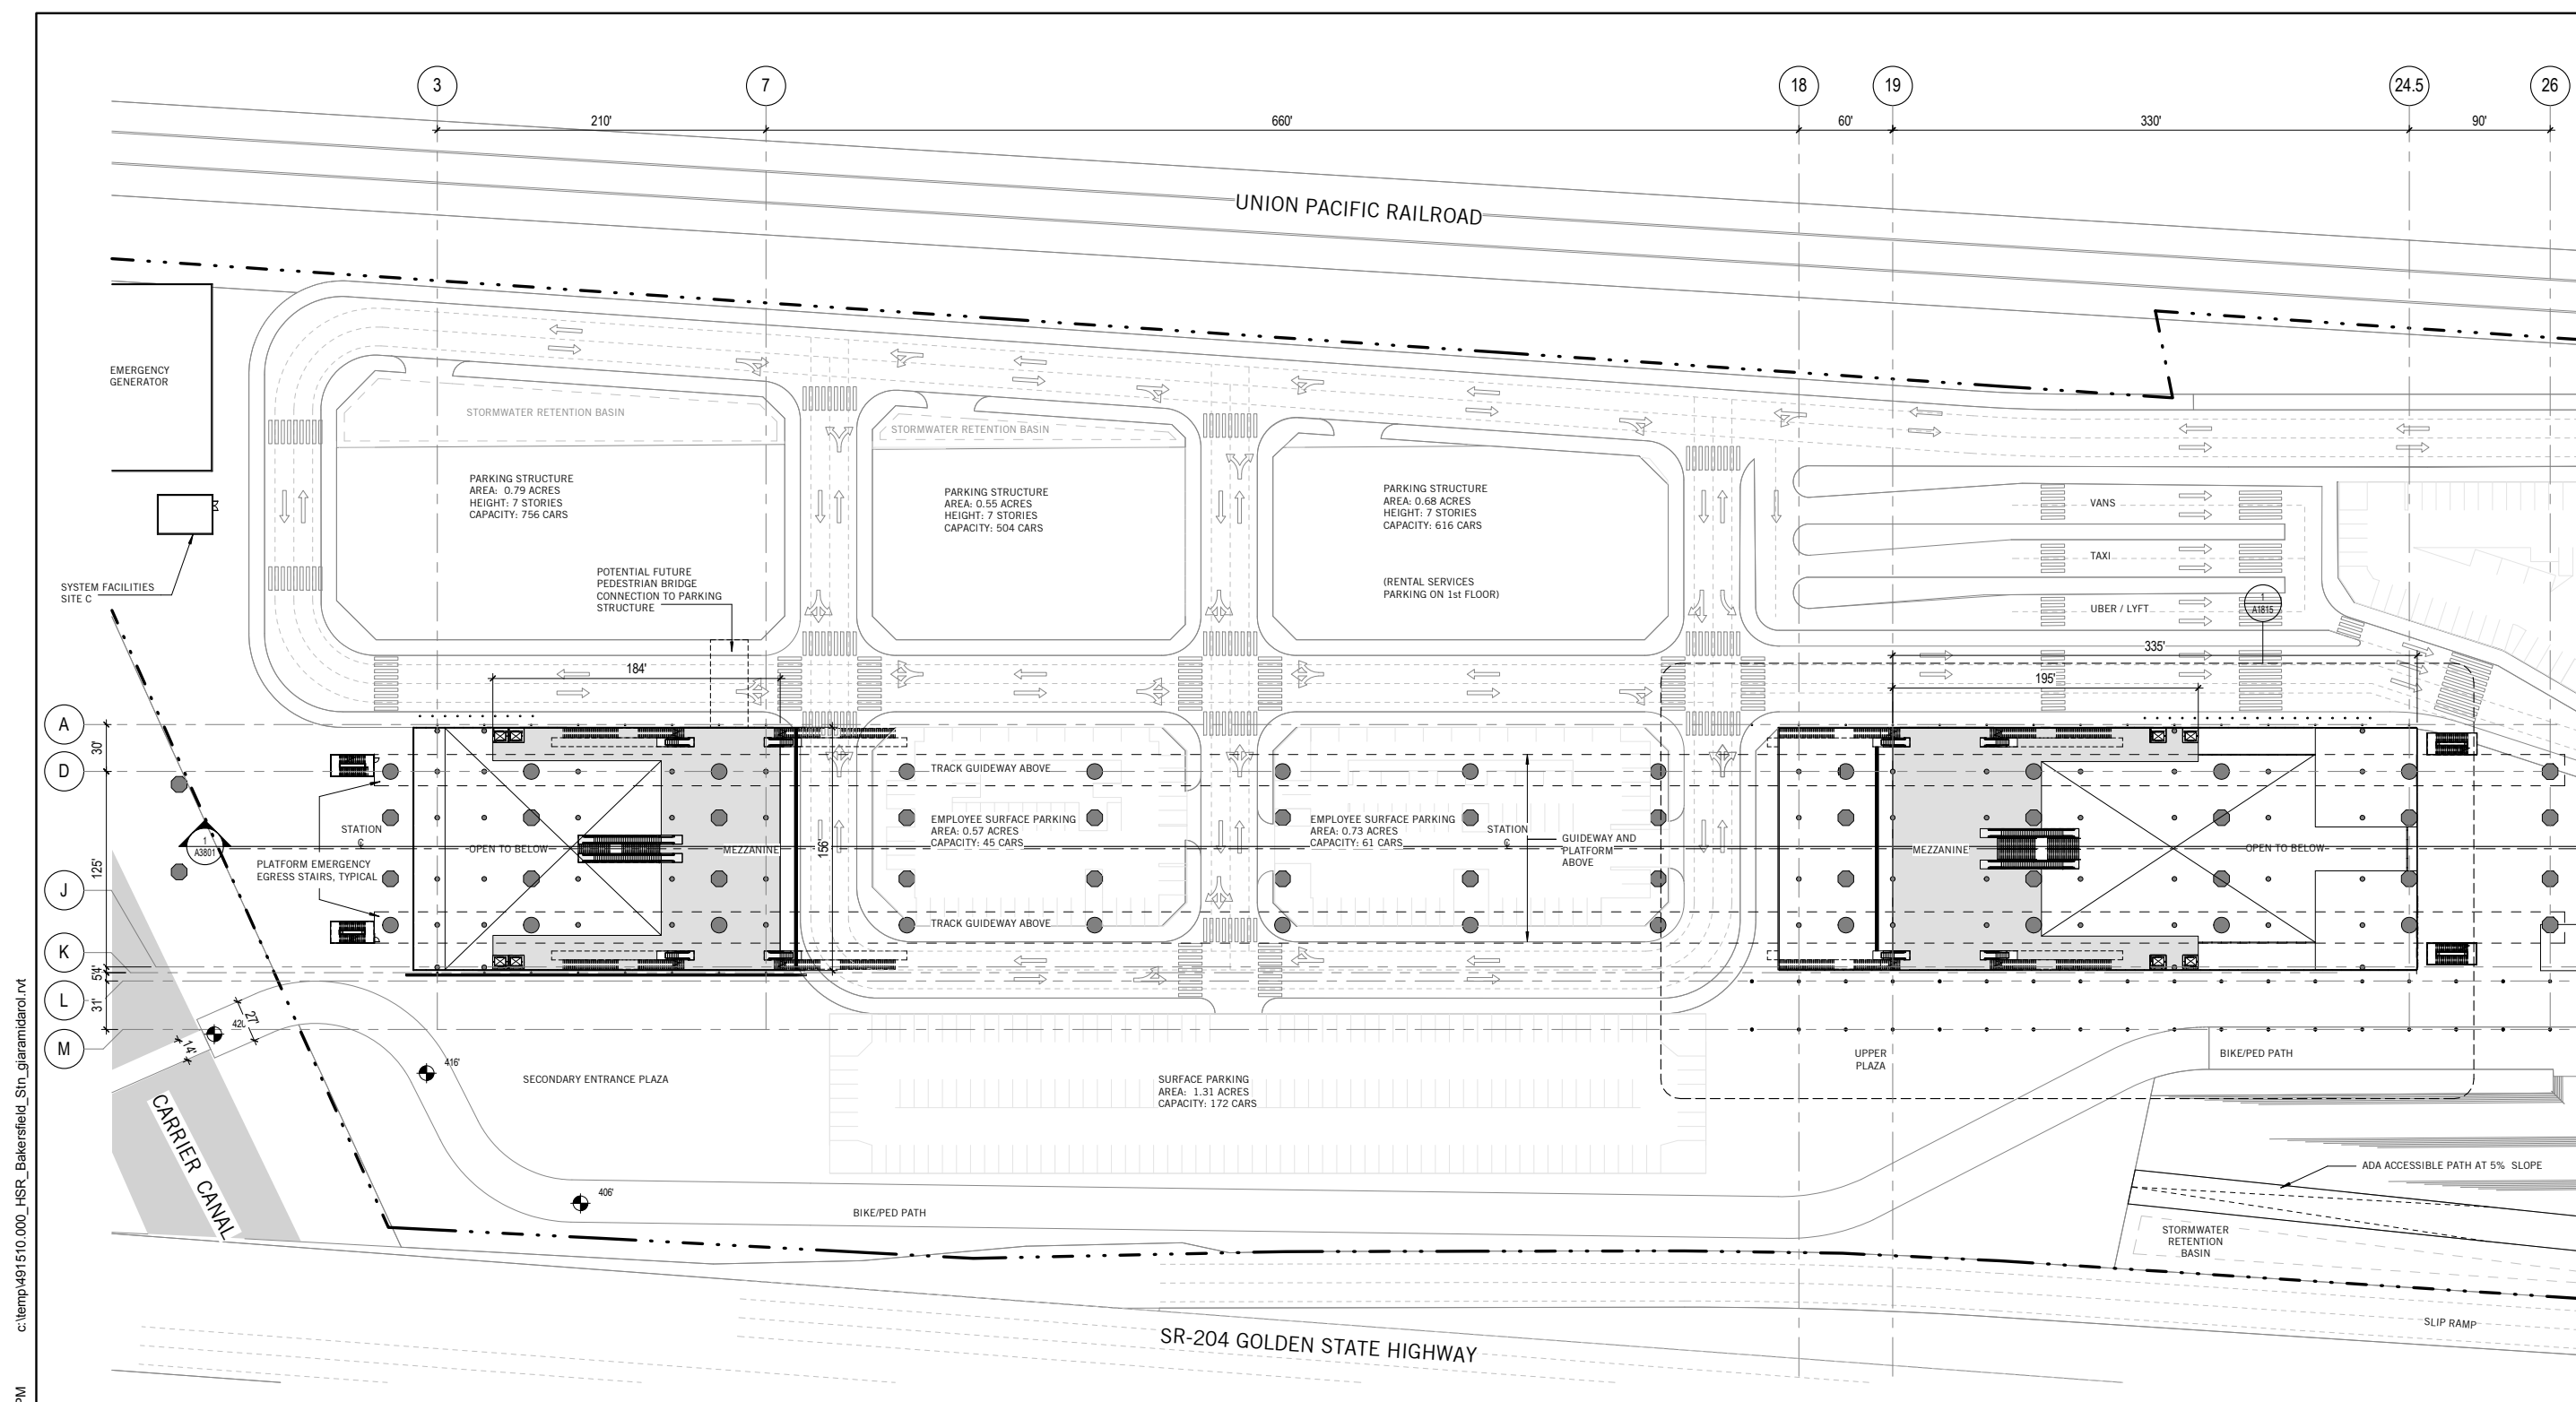 3
7
18
19
24.5
26
210'
660'
60'
330'
90'
UNION PACIFIC RAILROAD
EMERGENCY
GENERATOR
STORMWATER RETENTION BASIN
STORMWATER RETENTION BASIN
PARKING STRUCTURE
AREA: 0.79 ACRES
HEIGHT: 7 STORIES
CAPACITY: 756 CARS
PARKING STRUCTURE
AREA: 0.55 ACRES
HEIGHT: 7 STORIES
CAPACITY: 504 CARS
PARKING STRUCTURE
AREA: 0.68 ACRES
HEIGHT: 7 STORIES
CAPACITY: 616 CARS
(RENTAL SERVICES
PARKING ON 1st FLOOR)
VANS
TAXI
UBER / LYFT
1
A1815
SYSTEM FACILITIES
SITE C
POTENTIAL FUTURE
PEDESTRIAN BRIDGE
CONNECTION TO PARKING
STRUCTURE
184'
335'
195'
A
D
J
K
L
M
30'
125'
5'4"
31'
TRACK GUIDEWAY ABOVE
STATION
℄
1
A3801
PLATFORM EMERGENCY
EGRESS STAIRS, TYPICAL
OPEN TO BELOW
MEZZANINE
156'
EMPLOYEE SURFACE PARKING
AREA: 0.57 ACRES
CAPACITY: 45 CARS
EMPLOYEE SURFACE PARKING
AREA: 0.73 ACRES
CAPACITY: 61 CARS
STATION
℄
GUIDEWAY AND
PLATFORM
ABOVE
MEZZANINE
OPEN TO BELOW
TRACK GUIDEWAY ABOVE
27'
14'
416'
406'
CARRIER CANAL
SECONDARY ENTRANCE PLAZA
SURFACE PARKING
AREA: 1.31 ACRES
CAPACITY: 172 CARS
UPPER
PLAZA
BIKE/PED PATH
BIKE/PED PATH
ADA ACCESSIBLE PATH AT 5% SLOPE
STORMWATER
RETENTION
BASIN
SLIP RAMP
SR-204 GOLDEN STATE HIGHWAY
c:\temp\491510.000_HSR_Bakersfield_Stn_giaramidarol.rvt
PM